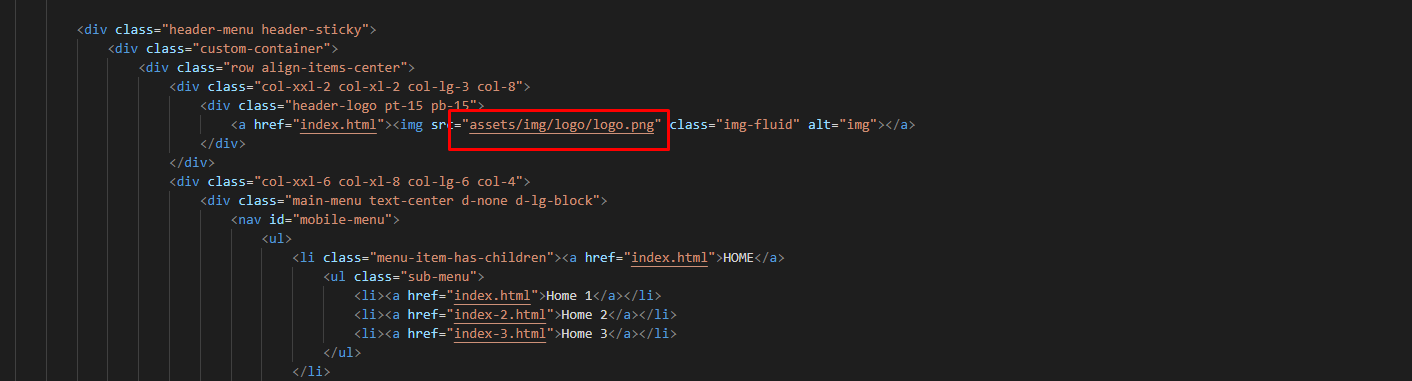 <div class="header-menu header-sticky">
<div class="custom-container">
<div class="row align-items-center">
<div class="col-xxl-2 col-xl-2 col-lg-3 col-8">
<div class="header-logo pt-15 pb-15">
<a href="index.html"><img src="assets/img/logo/logo.png" class="img-fluid" alt="img"></a>
</div>
</div>
<div class="col-xxl-6 col-xl-8 col-lg-6 col-4">
<div class="main-menu text-center d-none d-lg-block">
<nav id="mobile-menu">
<ul>
<li class="menu-item-has-children"><a href="index.html">HOME</a>
<ul class="sub-menu">
<li><a href="index.html">Home 1</a></li>
<li><a href="index-2.html">Home 2</a></li>
<li><a href="index-3.html">Home 3</a></li>
</ul>
</li>